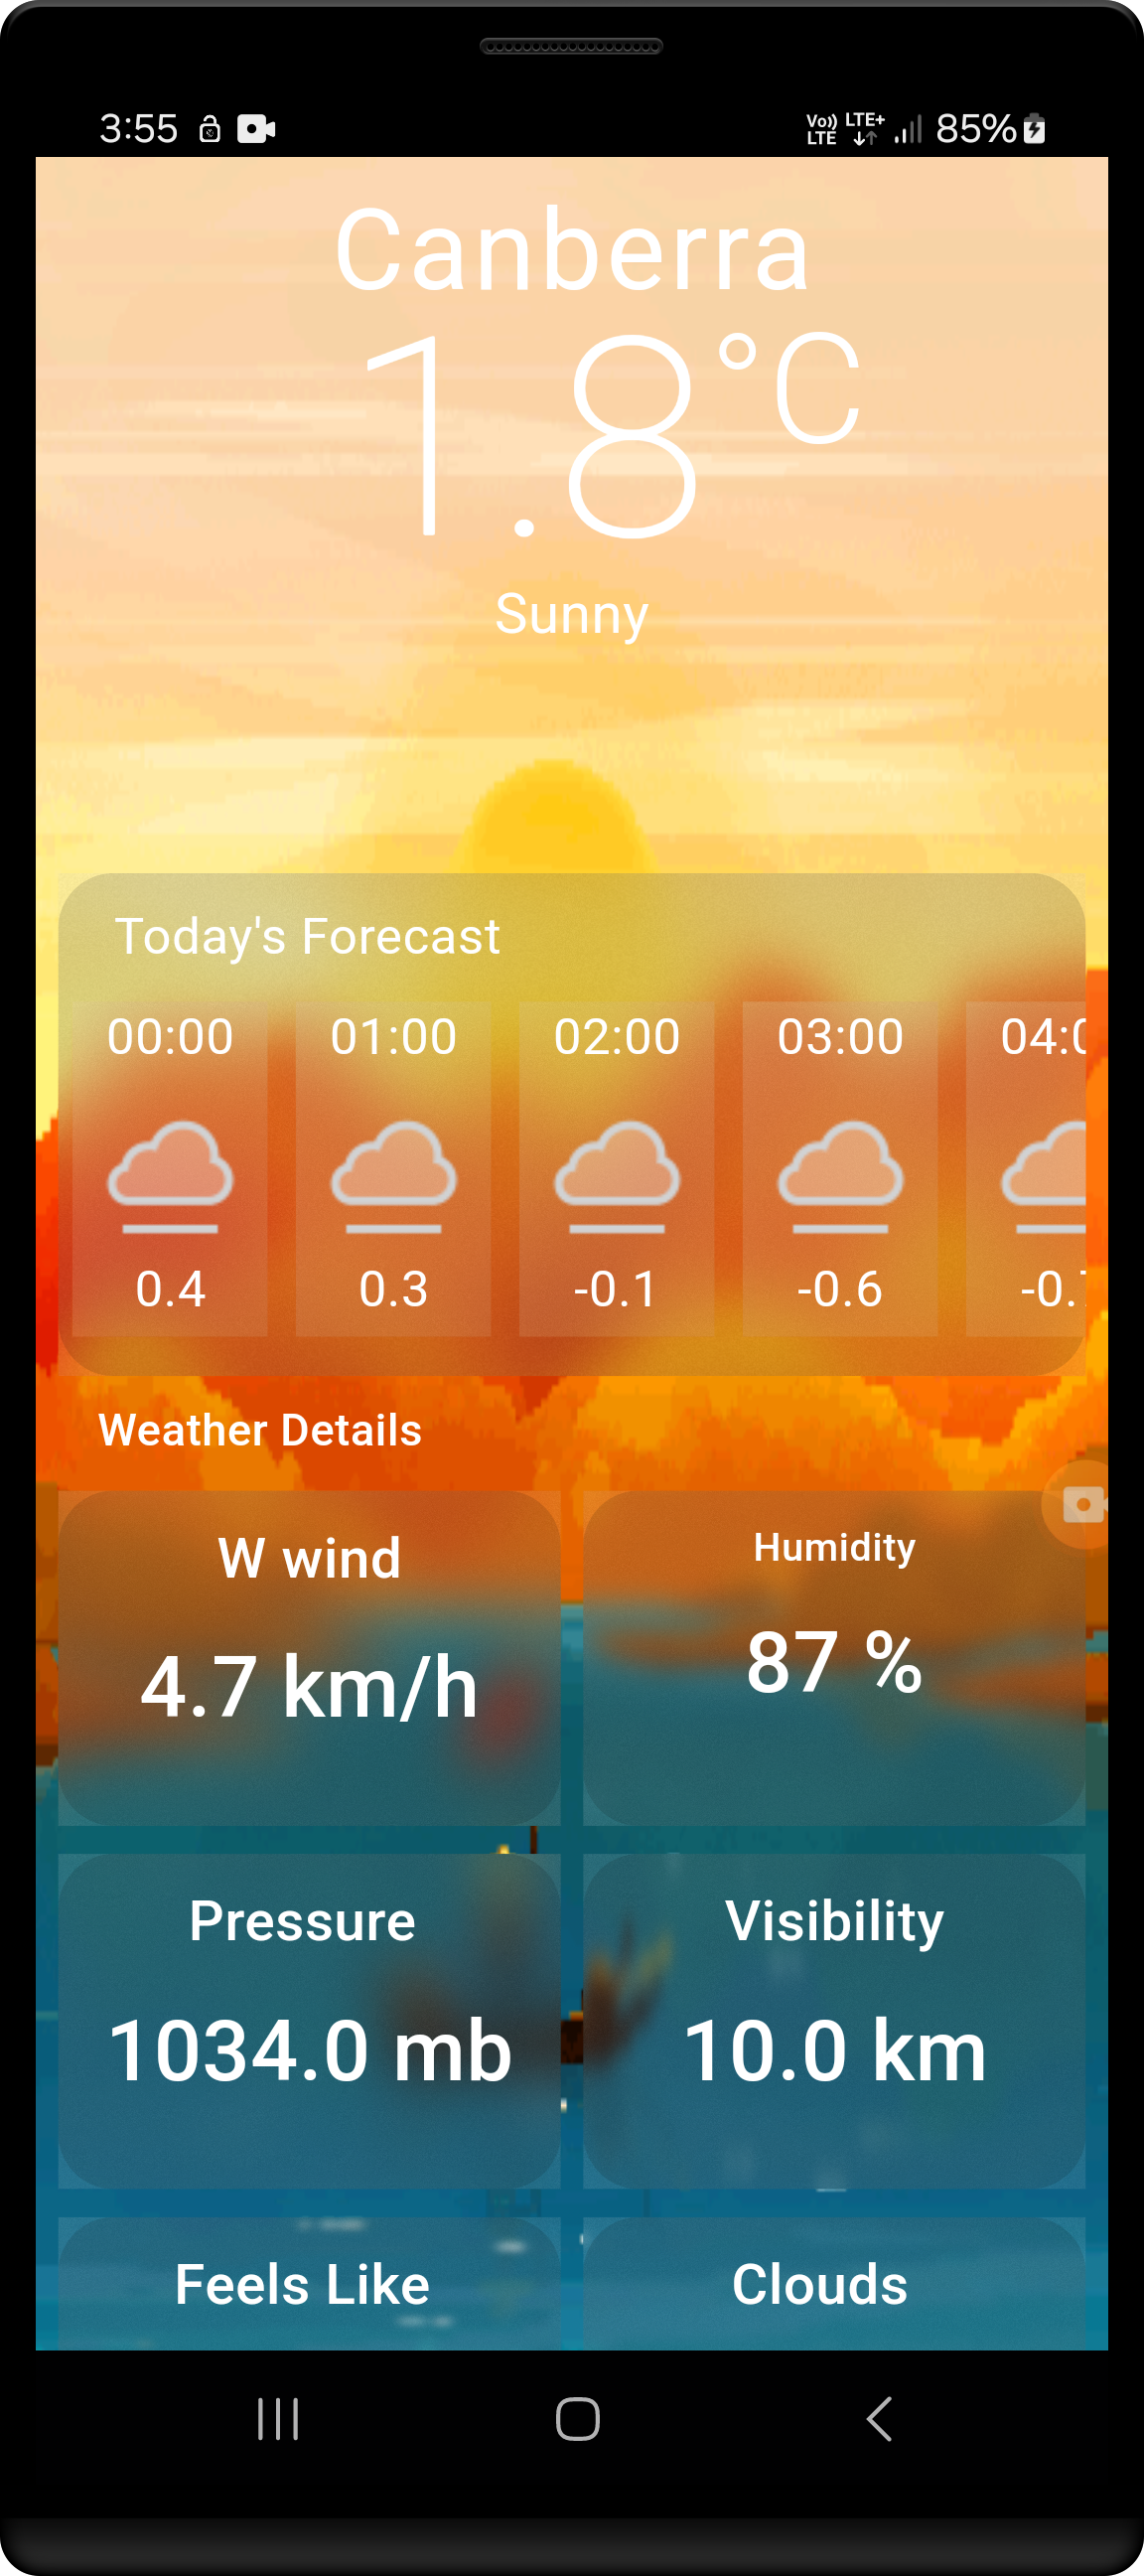 3:55 Vo)) LTE LTE+ 85%
Canberra
1.8°C
Sunny
Today's Forecast
00:00 01:00 02:00 03:00 04:0
0.4 0.3 -0.1 -0.6 -0.7
Weather Details
W wind
4.7 km/h
Humidity
87 %
Pressure
1034.0 mb
Visibility
10.0 km
Feels Like
Clouds